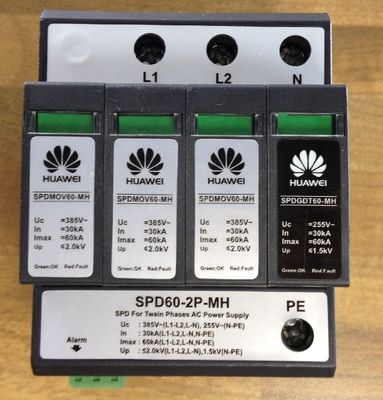 L1 L2 N
HUAWEI HUAWEI HUAWEI HUAWEI
SPDMOV60-MH SPDMOV60-MH SPDMOV60-MH SPDGDT60-MH
Uc =385V~ Uc =385V~ Uc =385V~ Uc =255V~
In =30kA In =30kA In =30kA In =30kA
Imax =60kA Imax =60kA Imax =60kA Imax =60kA
Up ≤2.0kV Up ≤2.0kV Up ≤2.0kV Up ≤1.5kV
Green:OK Red:Fault Green:OK Red:Fault Green:OK Red:Fault Green:OK Red:Fault
SPD60-2P-MH
PE
SPD For Twain Phases AC Power Supply
Uc : 385V~(L1-L2,L-N), 255V~(N-PE)
In : 30kA(L1-L2,L-N,N-PE)
Imax : 60kA(L1-L2,L-N,N-PE)
Up : ≤2.0kV(L1-L2,L-N),1.5kV(N-PE)
Alarm